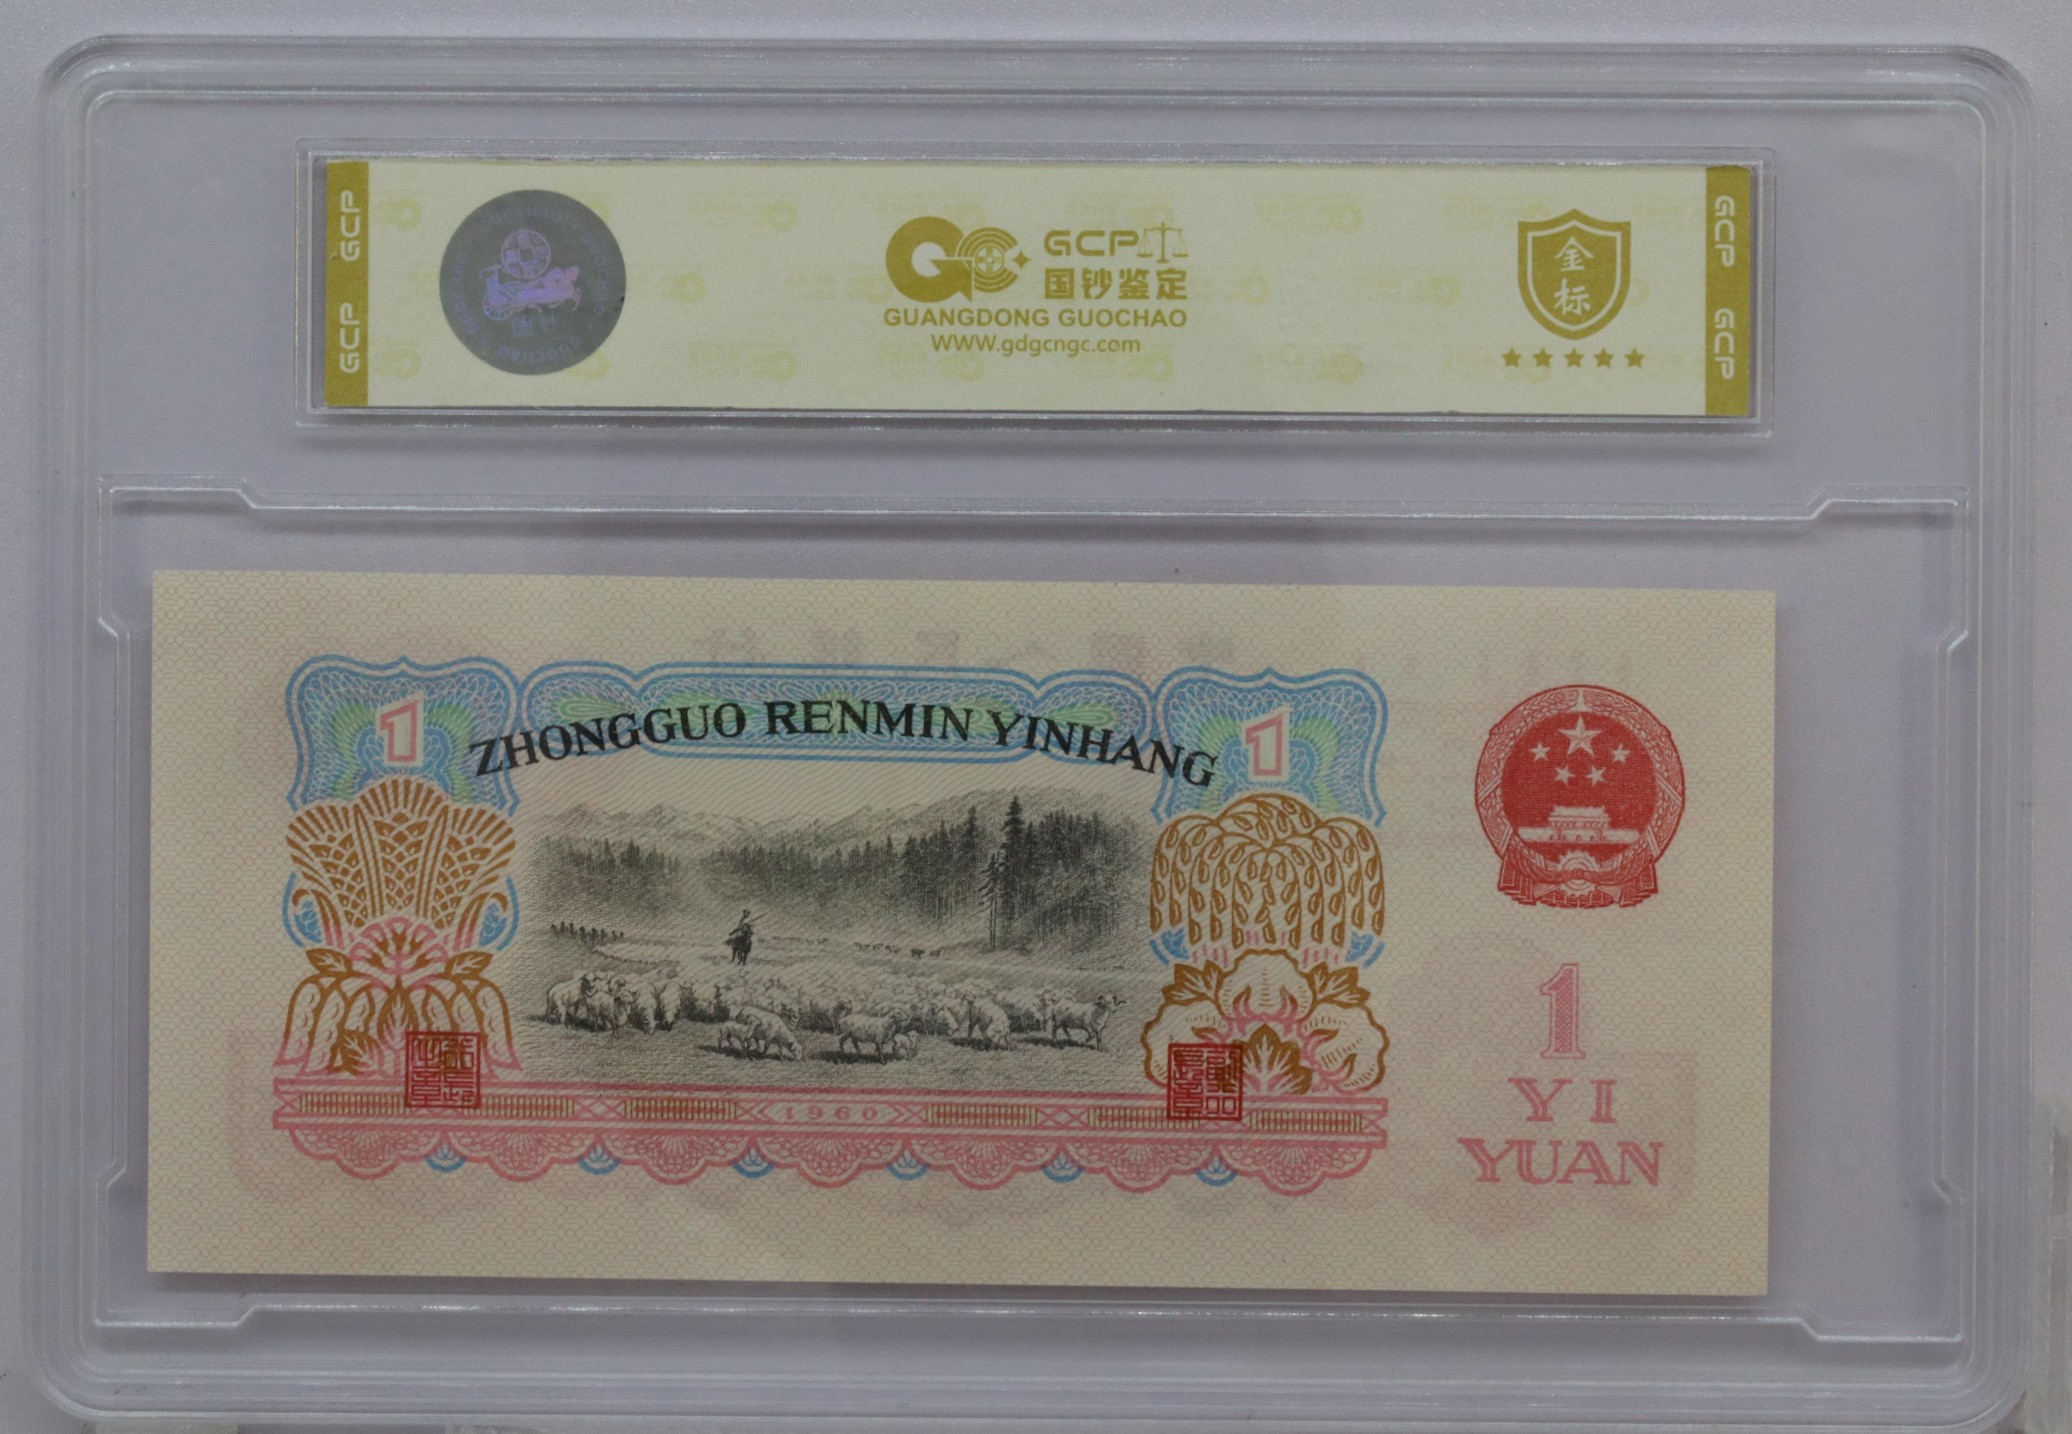 GCP GCP
GCP
国钞鉴定
GUANGDONG GUOCHAO
WWW.gdgcngc.com
金
标
GCP GCP
1
ZHONGGUO RENMIN YINHANG
1
1960
1
YI
YUAN